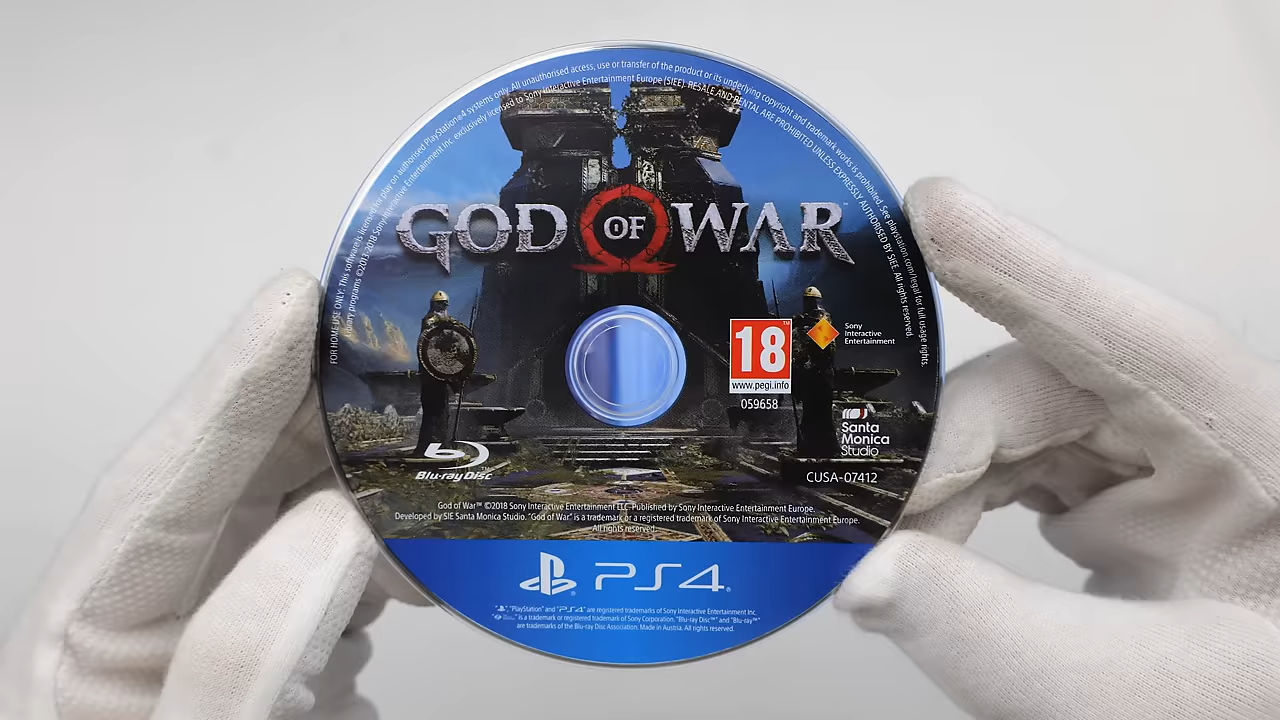 FOR HOME USE ONLY: This software is licensed for play on authorised PlayStation®4 systems only. All unauthorised access, use or transfer of the product or its underlying copyright and trademark works is prohibited. See playstation.com/legal for full usage rights.
Library programs ©2013-2018 Sony Interactive Entertainment Inc. exclusively licensed to Sony Interactive Entertainment Europe (SIEE). RESALE AND RENTAL ARE PROHIBITED UNLESS EXPRESSLY AUTHORISED BY SIEE. All rights reserved.
GOD OF WAR™
18™
www.pegi.info
059658
Sony
Interactive
Entertainment
Santa
Monica
Studio
Blu-ray Disc™
CUSA-07412
God of War™ ©2018 Sony Interactive Entertainment LLC. Published by Sony Interactive Entertainment Europe.
Developed by SIE Santa Monica Studio. "God of War" is a trademark or a registered trademark of Sony Interactive Entertainment Europe.
All rights reserved.
PS4®
"PlayStation" and "PS4" are registered trademarks of Sony Interactive Entertainment Inc.
is a trademark or registered trademark of Sony Corporation. "Blu-ray Disc™" and "Blu-ray™"
are trademarks of the Blu-ray Disc Association. Made in Austria. All rights reserved.